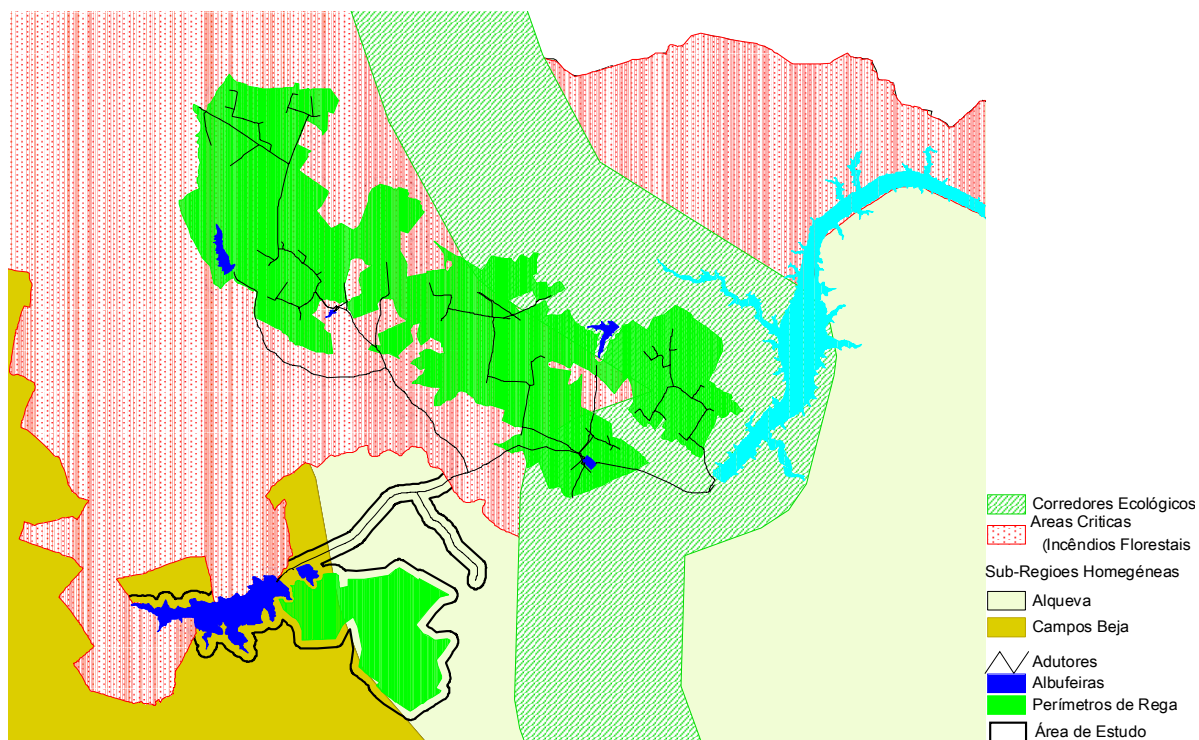 Corredores Ecológicos
Areas Criticas
(Incêndios Florestais
Sub-Regioes Homegéneas
Alqueva
Campos Beja
Adutores
Albufeiras
Perímetros de Rega
Área de Estudo